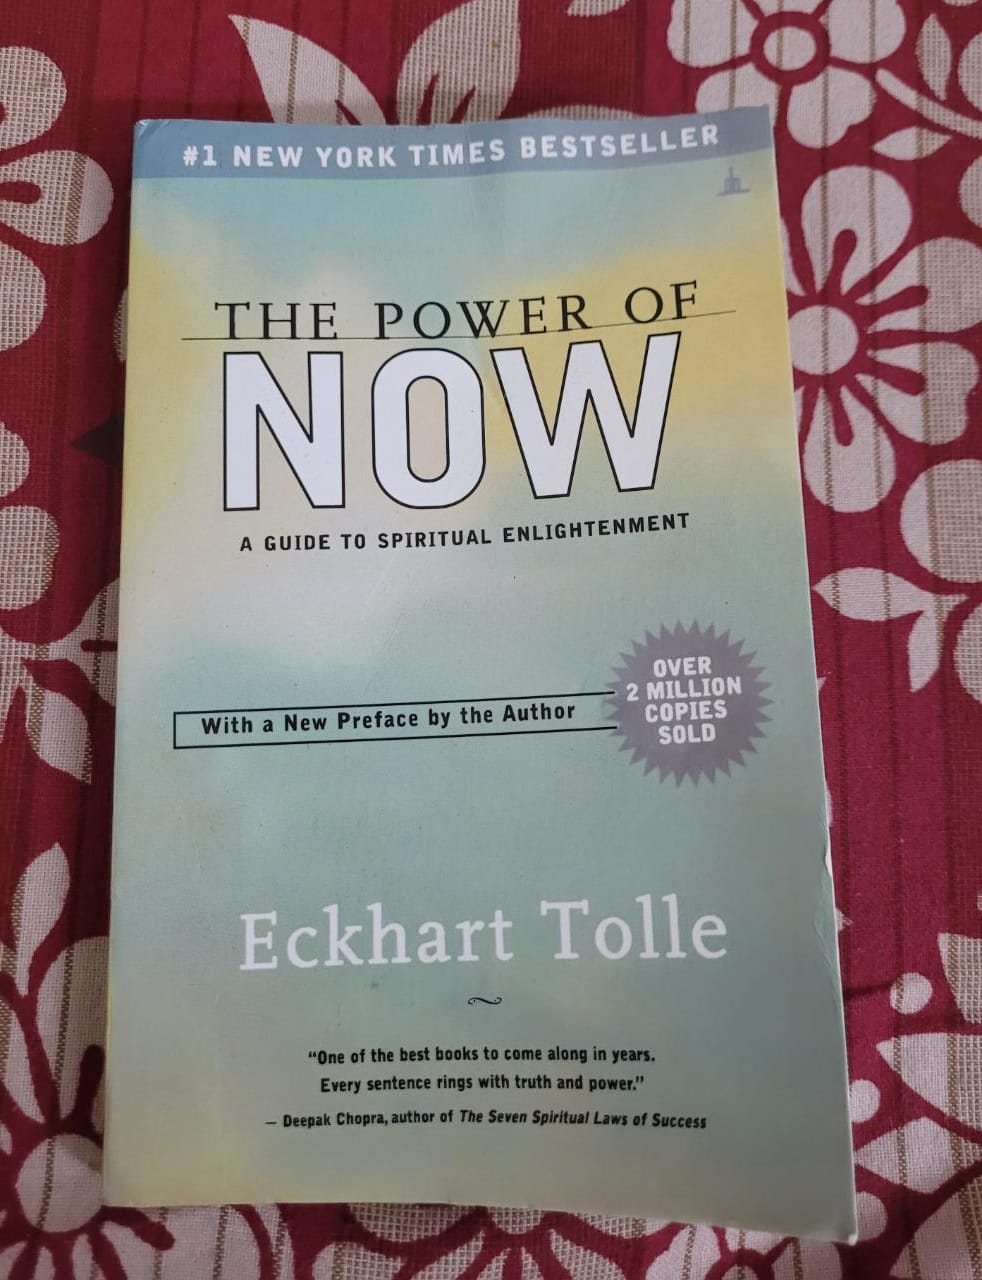 #1 NEW YORK TIMES BESTSELLER
THE POWER OF
NOW
A GUIDE TO SPIRITUAL ENLIGHTENMENT
With a New Preface by the Author
OVER
2 MILLION
COPIES
SOLD
Eckhart Tolle
“One of the best books to come along in years.
Every sentence rings with truth and power.”
— Deepak Chopra, author of The Seven Spiritual Laws of Success